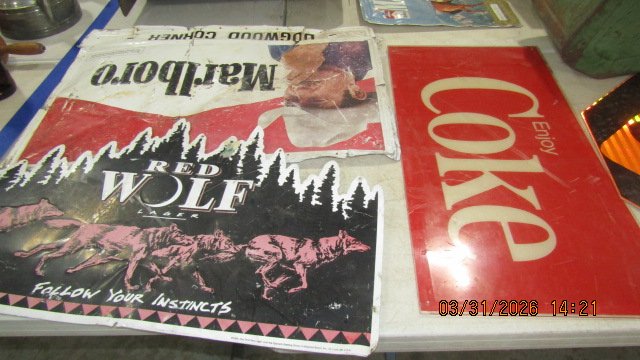 DOGWOOD CORNER
Marlboro
RED
WOLF
LAGER
FOLLOW YOUR INSTINCTS
Enjoy
Coke
03/31/2026 14:21